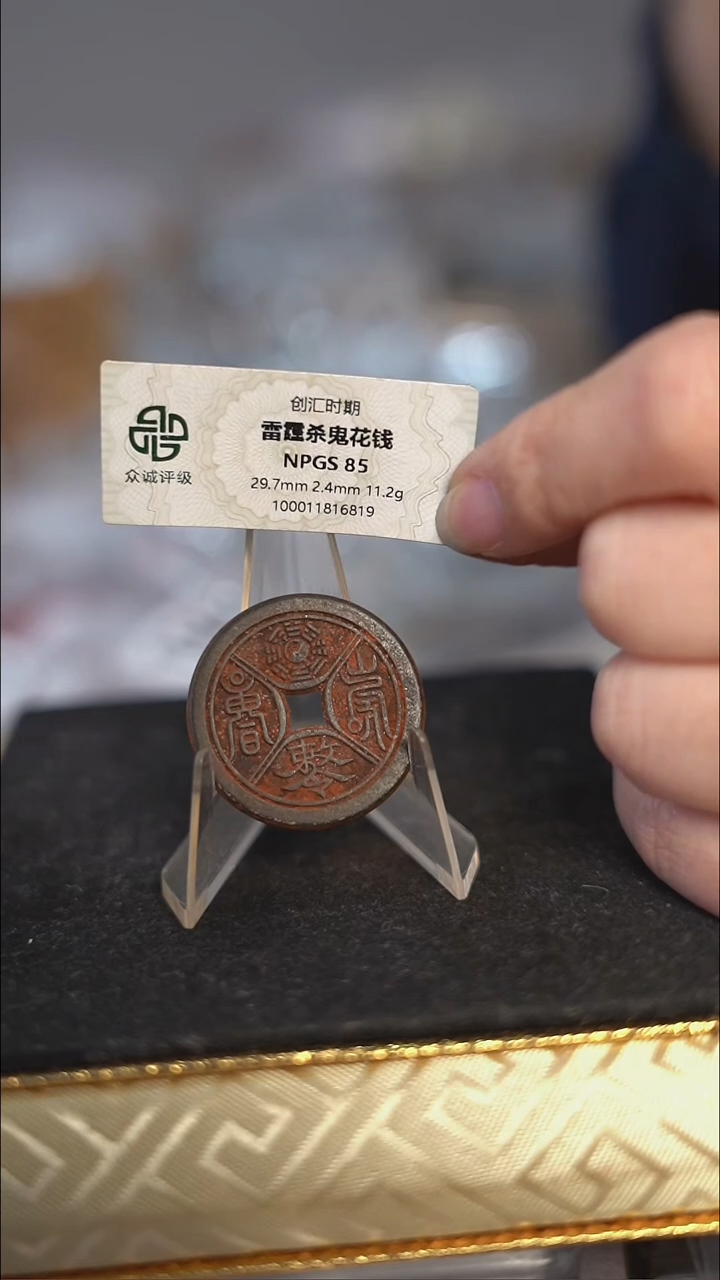 创汇时期
雷霆杀鬼花钱
NPGS 85
29.7mm 2.4mm 11.2g
100011816819
众诚评级